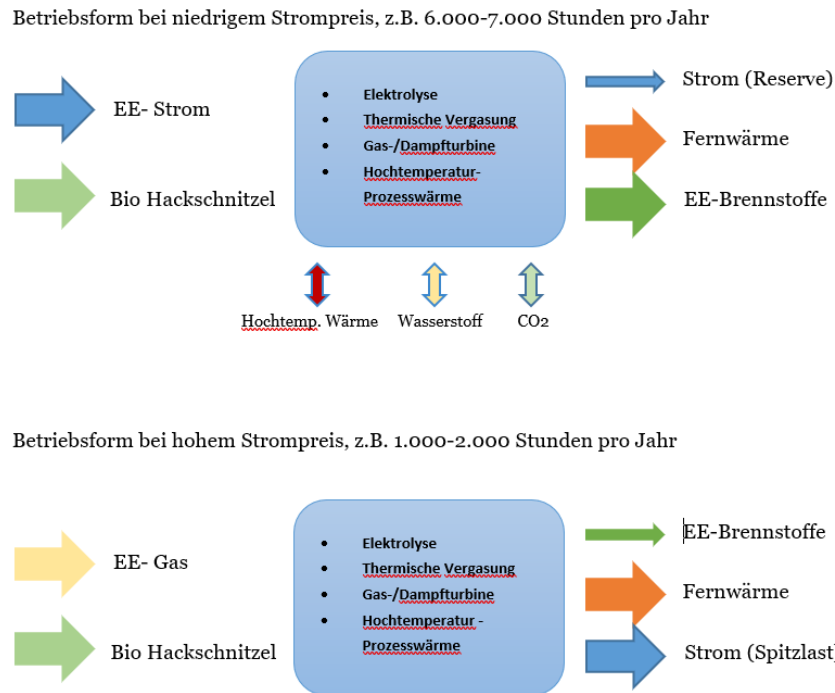 Betriebsform bei niedrigem Strompreis, z.B. 6.000-7.000 Stunden pro Jahr
EE- Strom
Bio Hackschnitzel
• Elektrolyse
• Thermische Vergasung
• Gas-/Dampfturbine
• Hochtemperatur-
Prozesswärme
Strom (Reserve)
Fernwärme
EE-Brennstoffe
Hochtemp. Wärme
Wasserstoff
CO2
Betriebsform bei hohem Strompreis, z.B. 1.000-2.000 Stunden pro Jahr
EE- Gas
Bio Hackschnitzel
• Elektrolyse
• Thermische Vergasung
• Gas-/Dampfturbine
• Hochtemperatur -
Prozesswärme
EE-Brennstoffe
Fernwärme
Strom (Spitzlast)